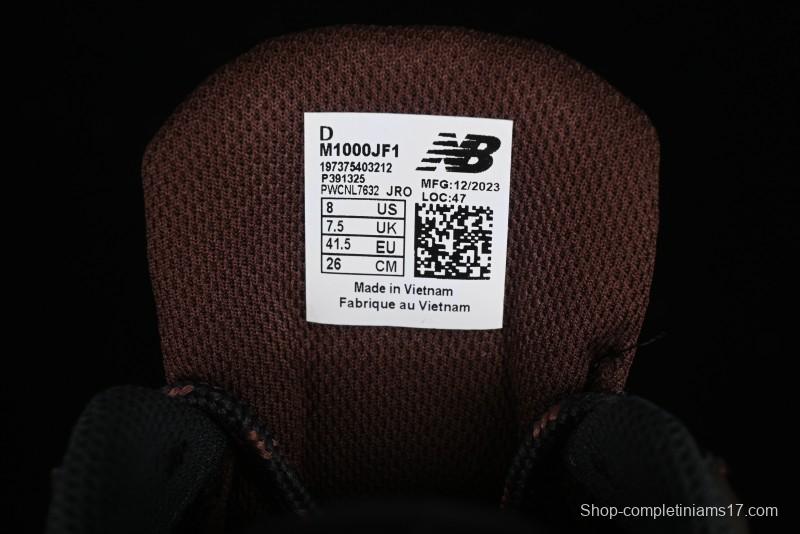 D
M1000JF1
197375403212
P391325
PWCNL7632 JRO
NB
MFG:12/2023
LOC:47
8 US
7.5 UK
41.5 EU
26 CM
Made in Vietnam
Fabrique au Vietnam
Shop-completiniams17.com